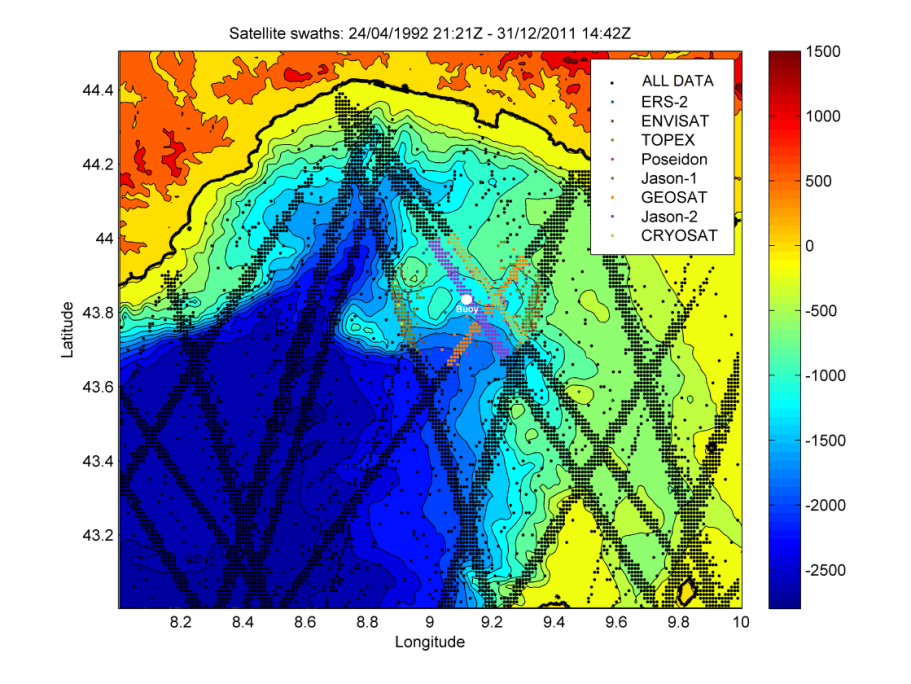 Satellite swaths: 24/04/1992 21:21Z - 31/12/2011 14:42Z
44.4
44.2
44
43.8
43.6
43.4
43.2
Latitude
8.2
8.4
8.6
8.8
9
9.2
9.4
9.6
9.8
10
Longitude
Buoy
ALL DATA
ERS-2
ENVISAT
TOPEX
Poseidon
Jason-1
GEOSAT
Jason-2
CRYOSAT
1500
1000
500
0
-500
-1000
-1500
-2000
-2500